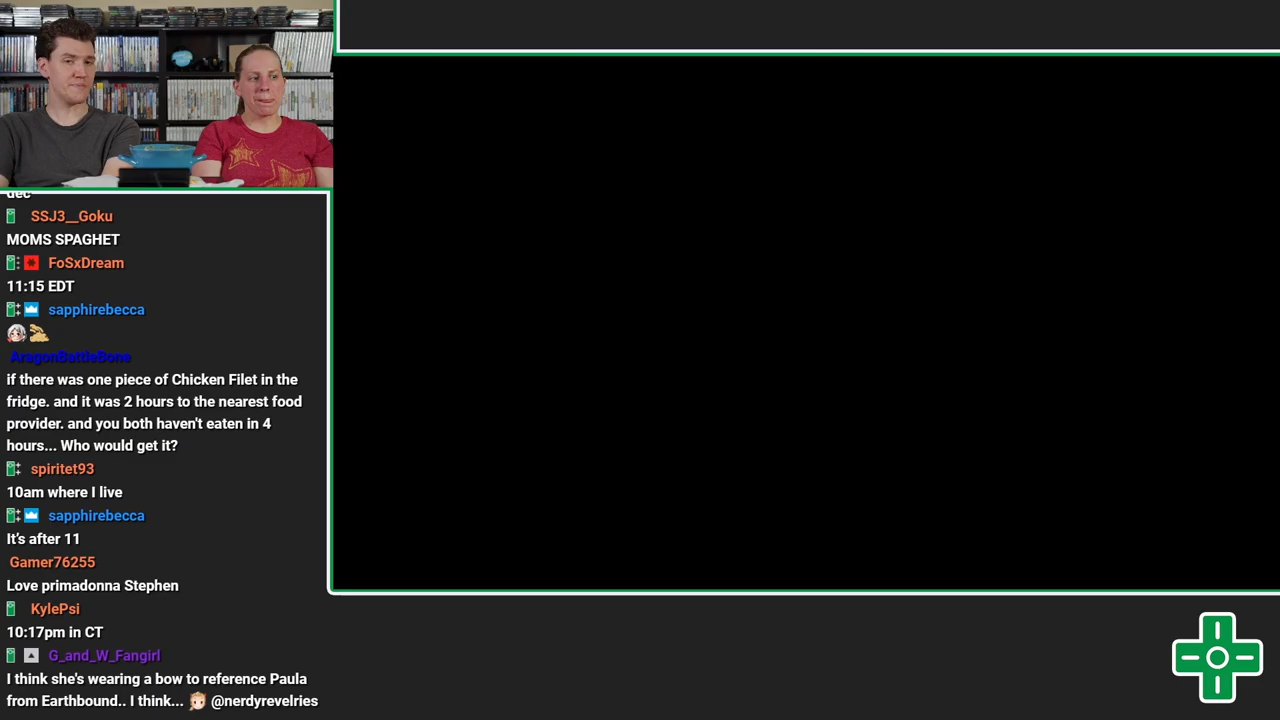 dec
SSJ3__Goku
MOMS SPAGHET
FoSxDream
11:15 EDT
sapphirebecca
AragonBattleBone
if there was one piece of Chicken Filet in the
fridge. and it was 2 hours to the nearest food
provider. and you both haven't eaten in 4
hours... Who would get it?
spiritet93
10am where I live
sapphirebecca
It's after 11
Gamer76255
Love primadonna Stephen
KylePsi
10:17pm in CT
G_and_W_Fangirl
I think she's wearing a bow to reference Paula
from Earthbound.. I think... @nerdyrevelries